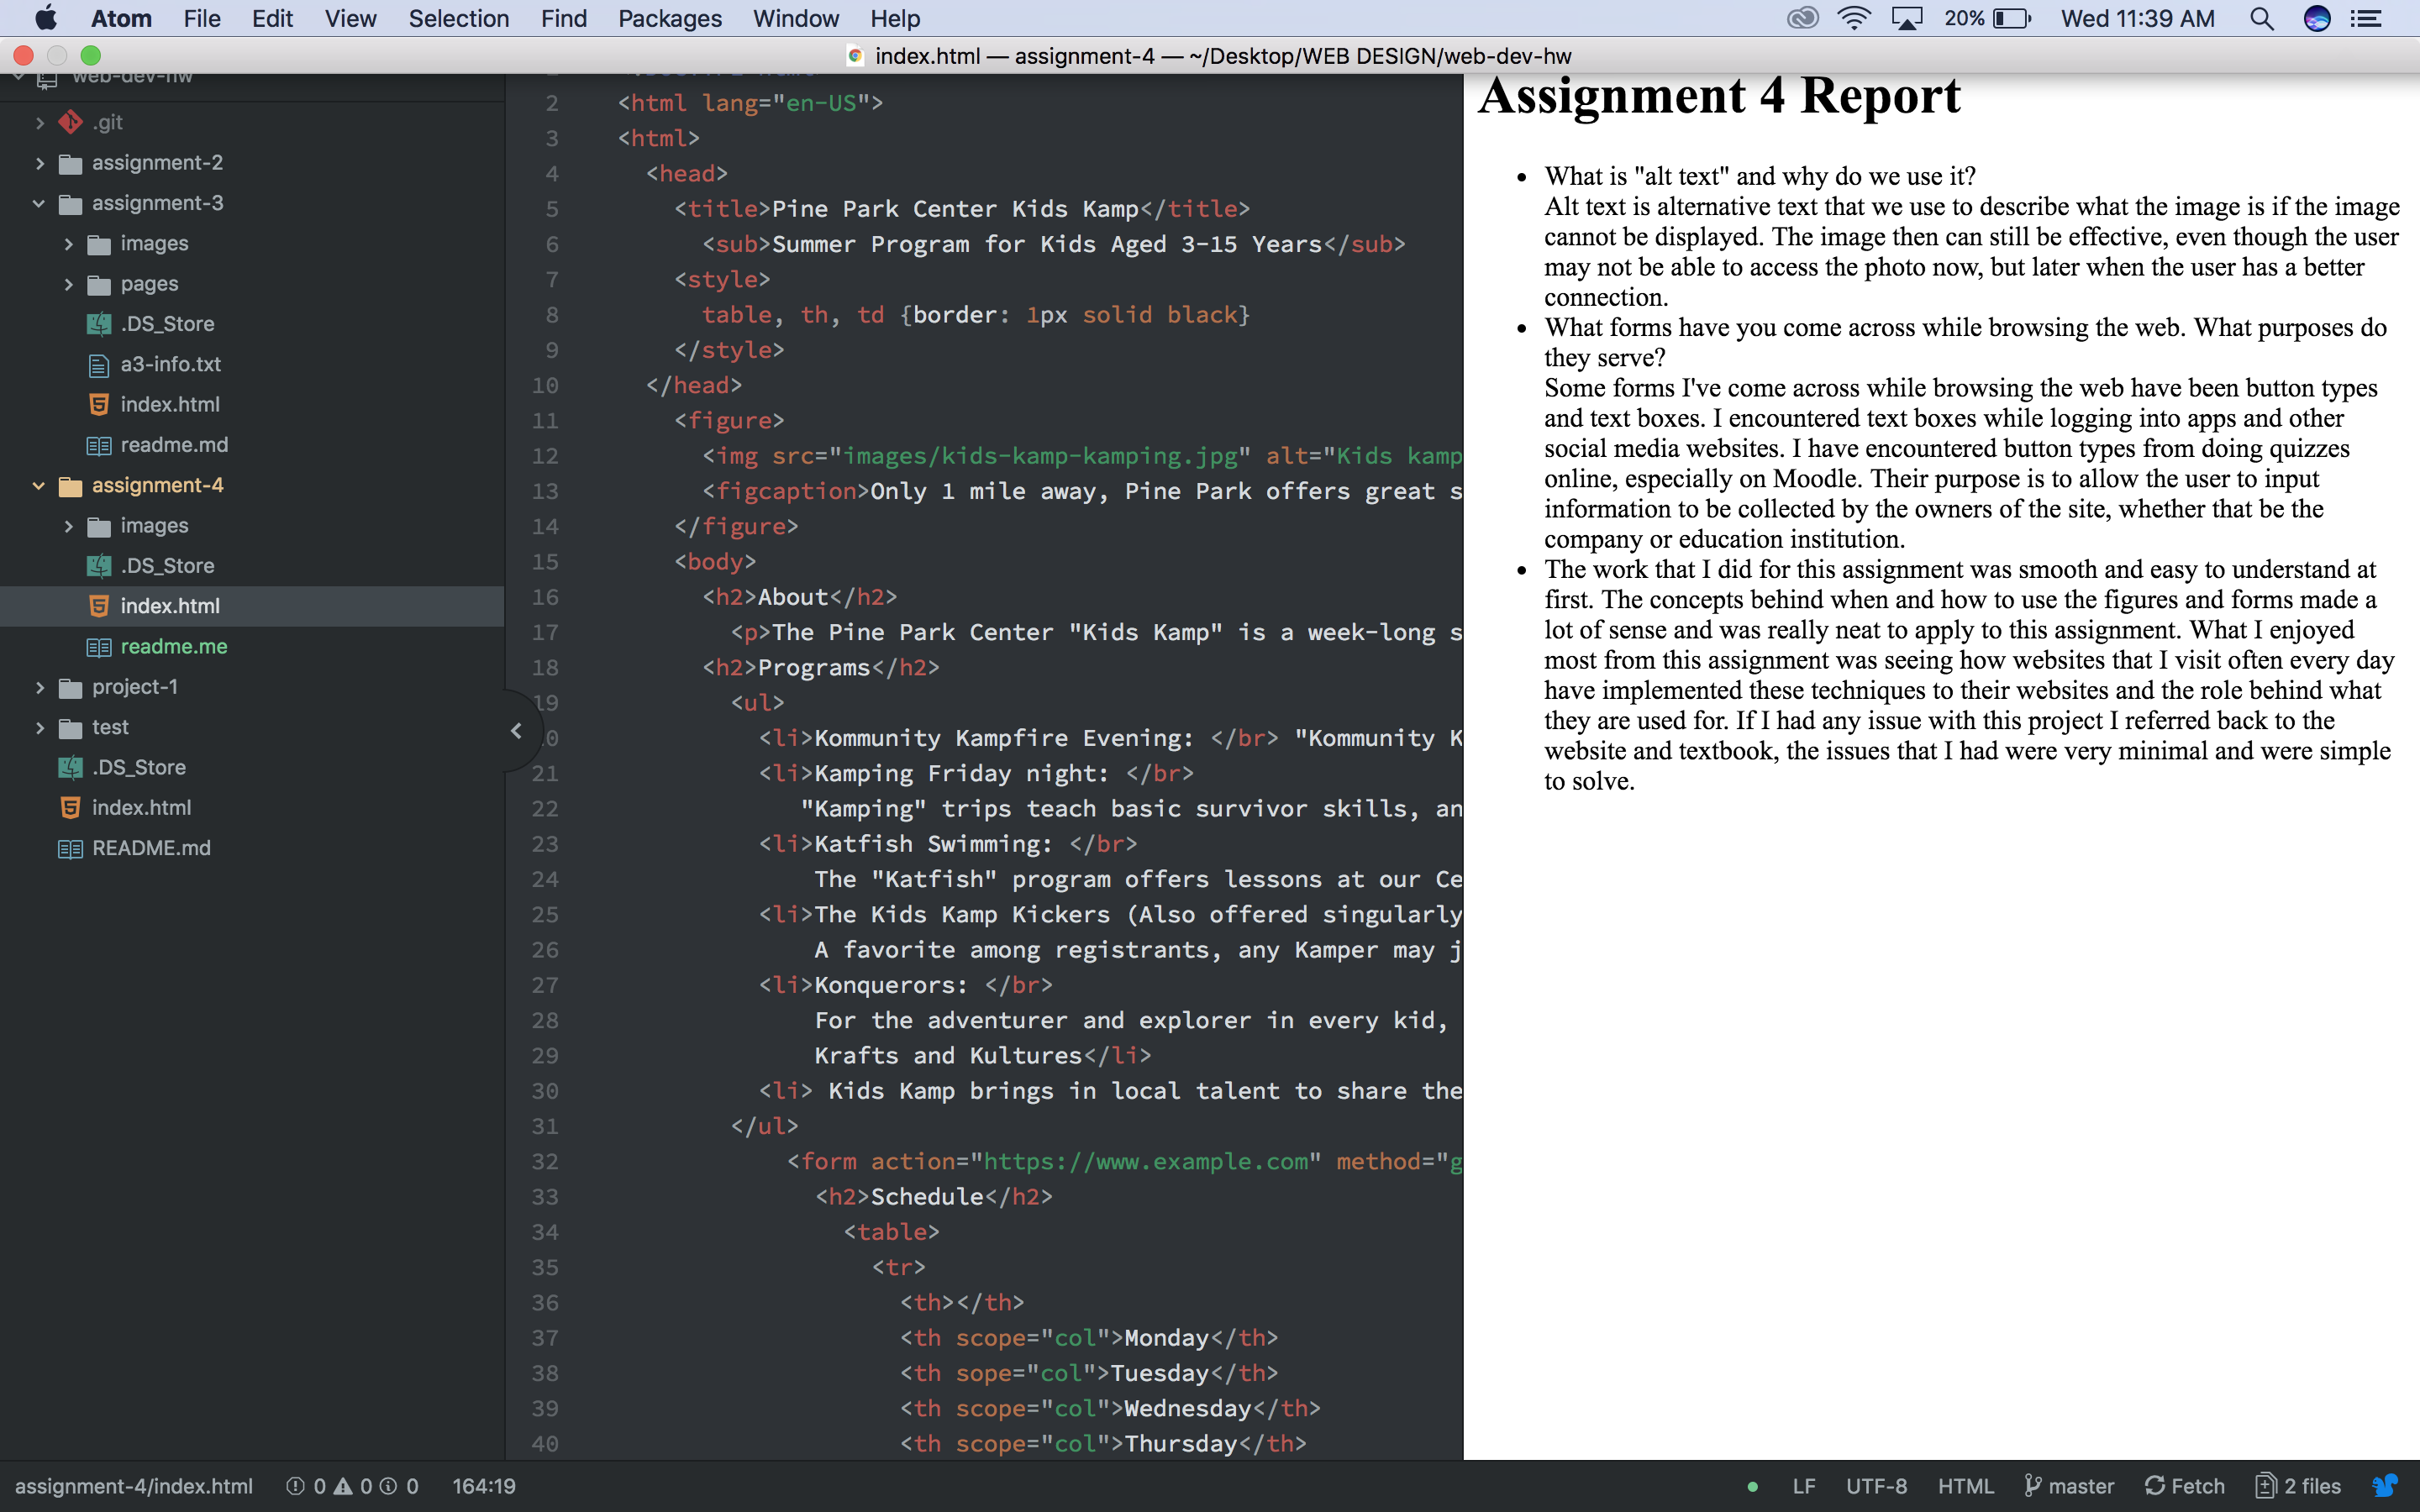 Atom File Edit View Selection Find Packages Window Help 20% Wed 11:39 AM
index.html — assignment-4 — ~/Desktop/WEB DESIGN/web-dev-hw
web-dev-hw
.git
assignment-2
assignment-3
images
pages
.DS_Store
a3-info.txt
index.html
readme.md
assignment-4
images
.DS_Store
index.html
readme.me
project-1
test
.DS_Store
index.html
README.md
2 <html lang="en-US">
3 <html>
4 <head>
5 <title>Pine Park Center Kids Kamp</title>
6 <sub>Summer Program for Kids Aged 3-15 Years</sub>
7 <style>
8 table, th, td {border: 1px solid black}
9 </style>
10 </head>
11 <figure>
12 <img src="images/kids-kamp-kamping.jpg" alt="Kids kamp
13 <figcaption>Only 1 mile away, Pine Park offers great s
14 </figure>
15 <body>
16 <h2>About</h2>
17 <p>The Pine Park Center "Kids Kamp" is a week-long s
18 <h2>Programs</h2>
19 <ul>
0 <li>Kommunity Kampfire Evening: </br> "Kommunity K
21 <li>Kamping Friday night: </br>
22 "Kamping" trips teach basic survivor skills, an
23 <li>Katfish Swimming: </br>
24 The "Katfish" program offers lessons at our Ce
25 <li>The Kids Kamp Kickers (Also offered singularly
26 A favorite among registrants, any Kamper may j
27 <li>Konquerors: </br>
28 For the adventurer and explorer in every kid,
29 Krafts and Kultures</li>
30 <li> Kids Kamp brings in local talent to share the
31 </ul>
32 <form action="https://www.example.com" method="g
33 <h2>Schedule</h2>
34 <table>
35 <tr>
36 <th></th>
37 <th scope="col">Monday</th>
38 <th sope="col">Tuesday</th>
39 <th scope="col">Wednesday</th>
40 <th scope="col">Thursday</th>
Assignment 4 Report
• What is "alt text" and why do we use it?
Alt text is alternative text that we use to describe what the image is if the image
cannot be displayed. The image then can still be effective, even though the user
may not be able to access the photo now, but later when the user has a better
connection.
• What forms have you come across while browsing the web. What purposes do
they serve?
Some forms I've come across while browsing the web have been button types
and text boxes. I encountered text boxes while logging into apps and other
social media websites. I have encountered button types from doing quizzes
online, especially on Moodle. Their purpose is to allow the user to input
information to be collected by the owners of the site, whether that be the
company or education institution.
• The work that I did for this assignment was smooth and easy to understand at
first. The concepts behind when and how to use the figures and forms made a
lot of sense and was really neat to apply to this assignment. What I enjoyed
most from this assignment was seeing how websites that I visit often every day
have implemented these techniques to their websites and the role behind what
they are used for. If I had any issue with this project I referred back to the
website and textbook, the issues that I had were very minimal and were simple
to solve.
assignment-4/index.html 0 0 0 164:19 LF UTF-8 HTML master Fetch 2 files